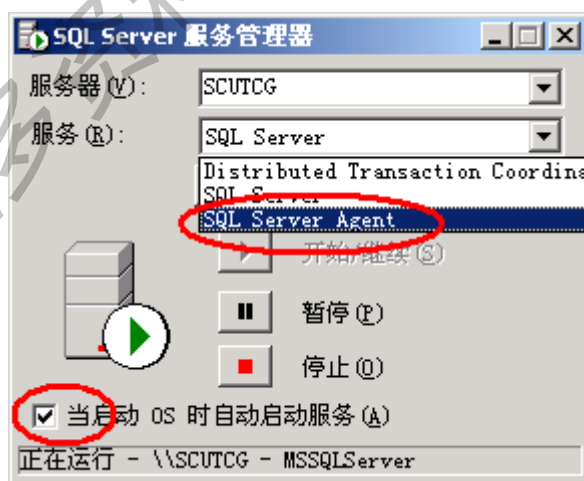 SQL Server 服务管理器
服务器(V): SCUTCG
服务(R): SQL Server
Distributed Transaction Coordina
SQL Server
SQL Server Agent
开始/继续(S)
暂停(P)
停止(O)
当启动 OS 时自动启动服务(A)
正在运行 - \\SCUTCG - MSSQLServer